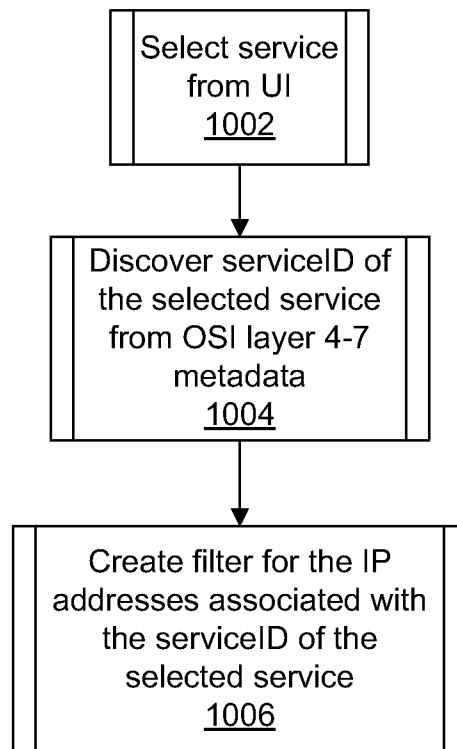 Select service
from UI
1002
Discover serviceID of
the selected service
from OSI layer 4-7
metadata
1004
Create filter for the IP
addresses associated with
the serviceID of the
selected service
1006